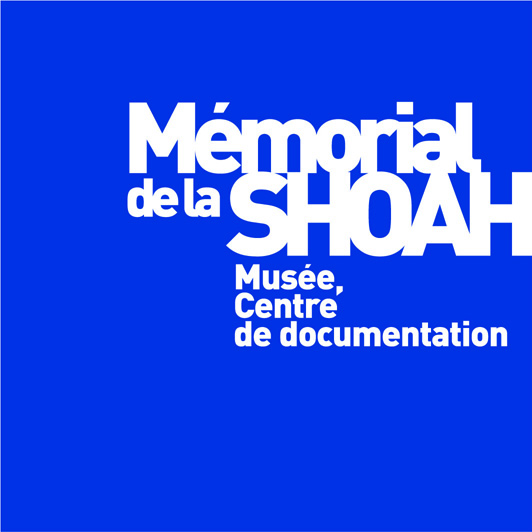 Mémorial
de la SHOAH
Musée,
Centre
de documentation